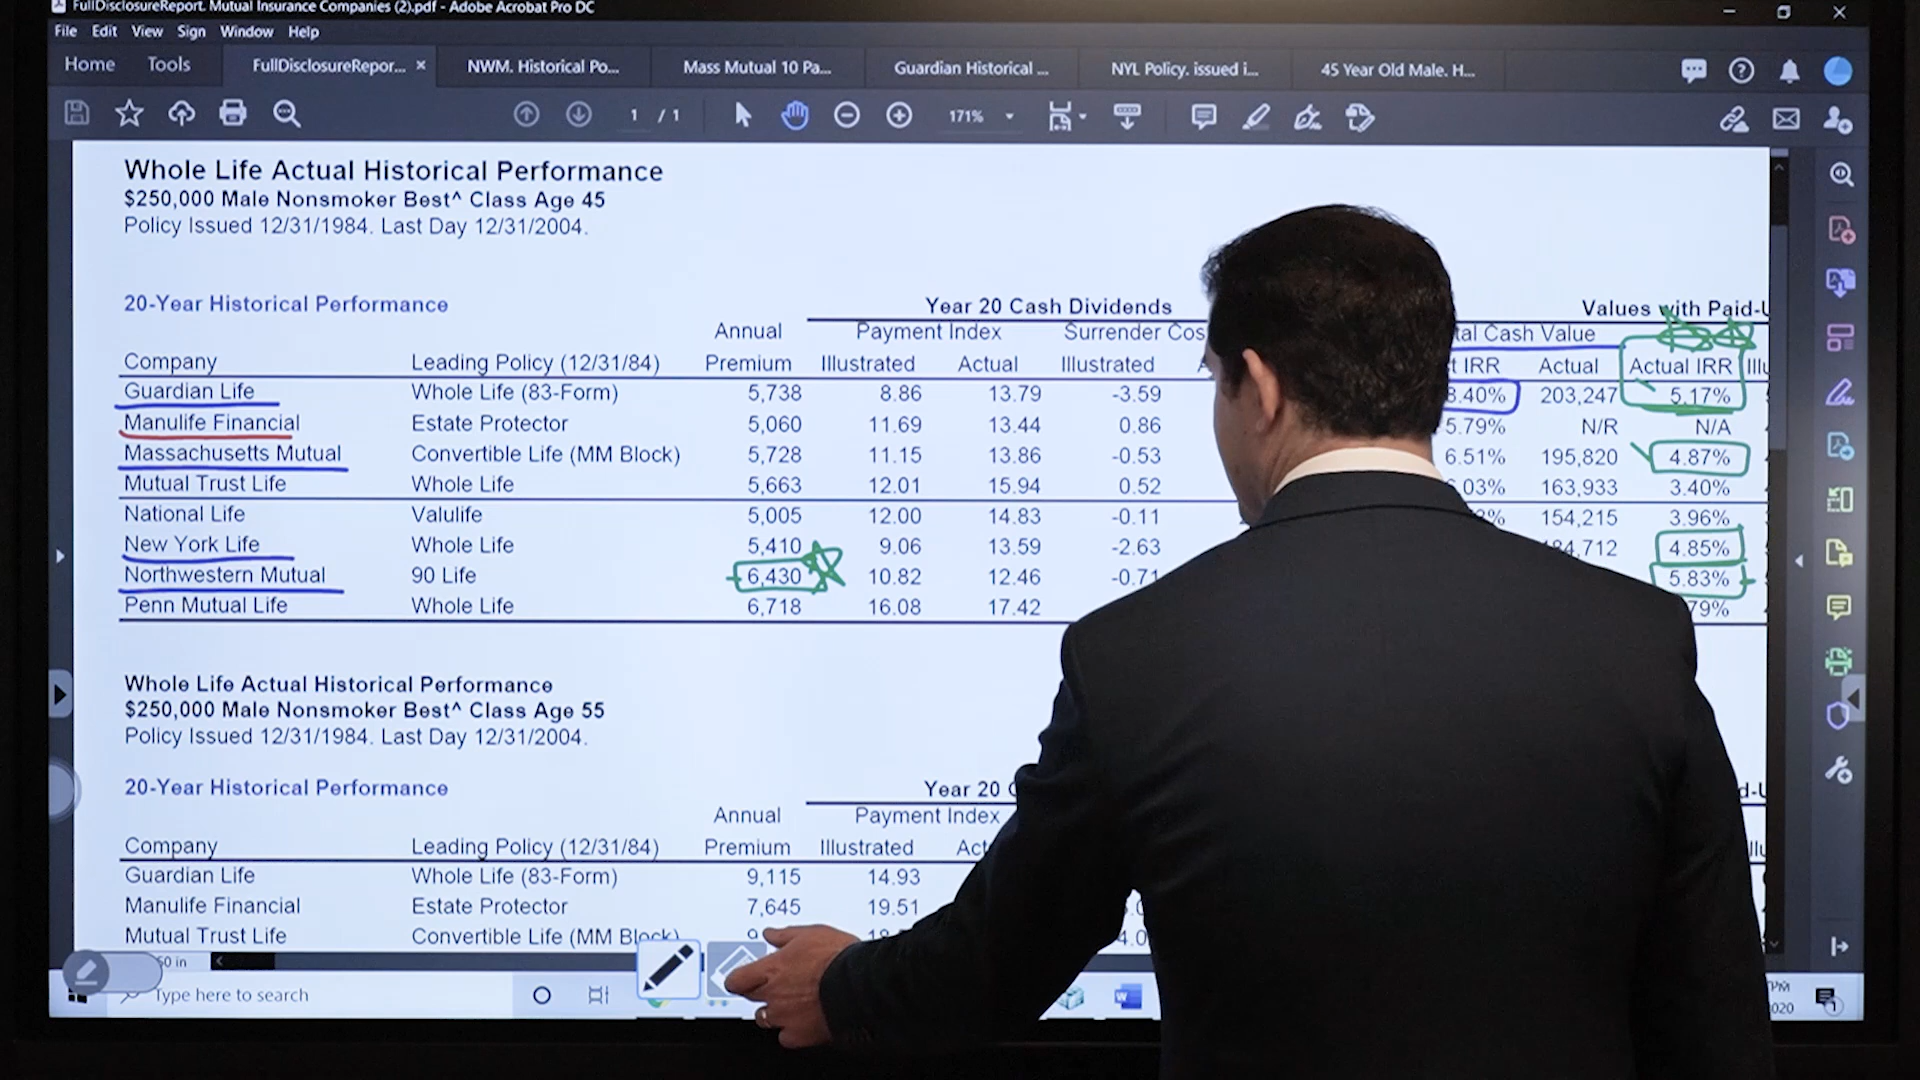 FullDisclosureReport. Mutual Insurance Companies (2).pdf - Adobe Acrobat Pro DC
File Edit View Sign Window Help
Home Tools FullDisclosureRepor... × NWM. Historical Po... Mass Mutual 10 Pa... Guardian Historical ... NYL Policy. issued i... 45 Year Old Male. H...
1 / 1 171%
Whole Life Actual Historical Performance
$250,000 Male Nonsmoker Best^ Class Age 45
Policy Issued 12/31/1984. Last Day 12/31/2004.
20-Year Historical Performance Year 20 Cash Dividends Values with Paid-U
Annual Payment Index Surrender Cos tal Cash Value
Company Leading Policy (12/31/84) Premium Illustrated Actual Illustrated A t IRR Actual Actual IRR Illu
Guardian Life Whole Life (83-Form) 5,738 8.86 13.79 -3.59 8.40% 203,247 5.17%
Manulife Financial Estate Protector 5,060 11.69 13.44 0.86 5.79% N/R N/A
Massachusetts Mutual Convertible Life (MM Block) 5,728 11.15 13.86 -0.53 6.51% 195,820 4.87%
Mutual Trust Life Whole Life 5,663 12.01 15.94 0.52 .03% 163,933 3.40%
National Life Valulife 5,005 12.00 14.83 -0.11 % 154,215 3.96%
New York Life Whole Life 5,410 9.06 13.59 -2.63 4,712 4.85%
Northwestern Mutual 90 Life 6,430 10.82 12.46 -0.71 5.83%
Penn Mutual Life Whole Life 6,718 16.08 17.42 79%
Whole Life Actual Historical Performance
$250,000 Male Nonsmoker Best^ Class Age 55
Policy Issued 12/31/1984. Last Day 12/31/2004.
20-Year Historical Performance Year 20 d-U
Annual Payment Index
Company Leading Policy (12/31/84) Premium Illustrated Act Illu
Guardian Life Whole Life (83-Form) 9,115 14.93
Manulife Financial Estate Protector 7,645 19.51
Mutual Trust Life Convertible Life (MM Block)
Type here to search